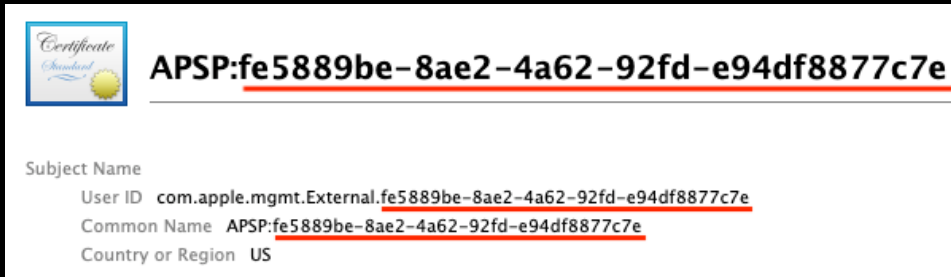 Certificate
Standard
APSP:fe5889be-8ae2-4a62-92fd-e94df8877c7e
Subject Name
User ID com.apple.mgmt.External.fe5889be-8ae2-4a62-92fd-e94df8877c7e
Common Name APSP:fe5889be-8ae2-4a62-92fd-e94df8877c7e
Country or Region US